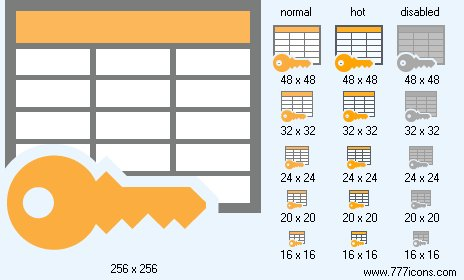 normal hot disabled
48 x 48 48 x 48 48 x 48
32 x 32 32 x 32 32 x 32
24 x 24 24 x 24 24 x 24
20 x 20 20 x 20 20 x 20
16 x 16 16 x 16 16 x 16
256 x 256
www.777icons.com